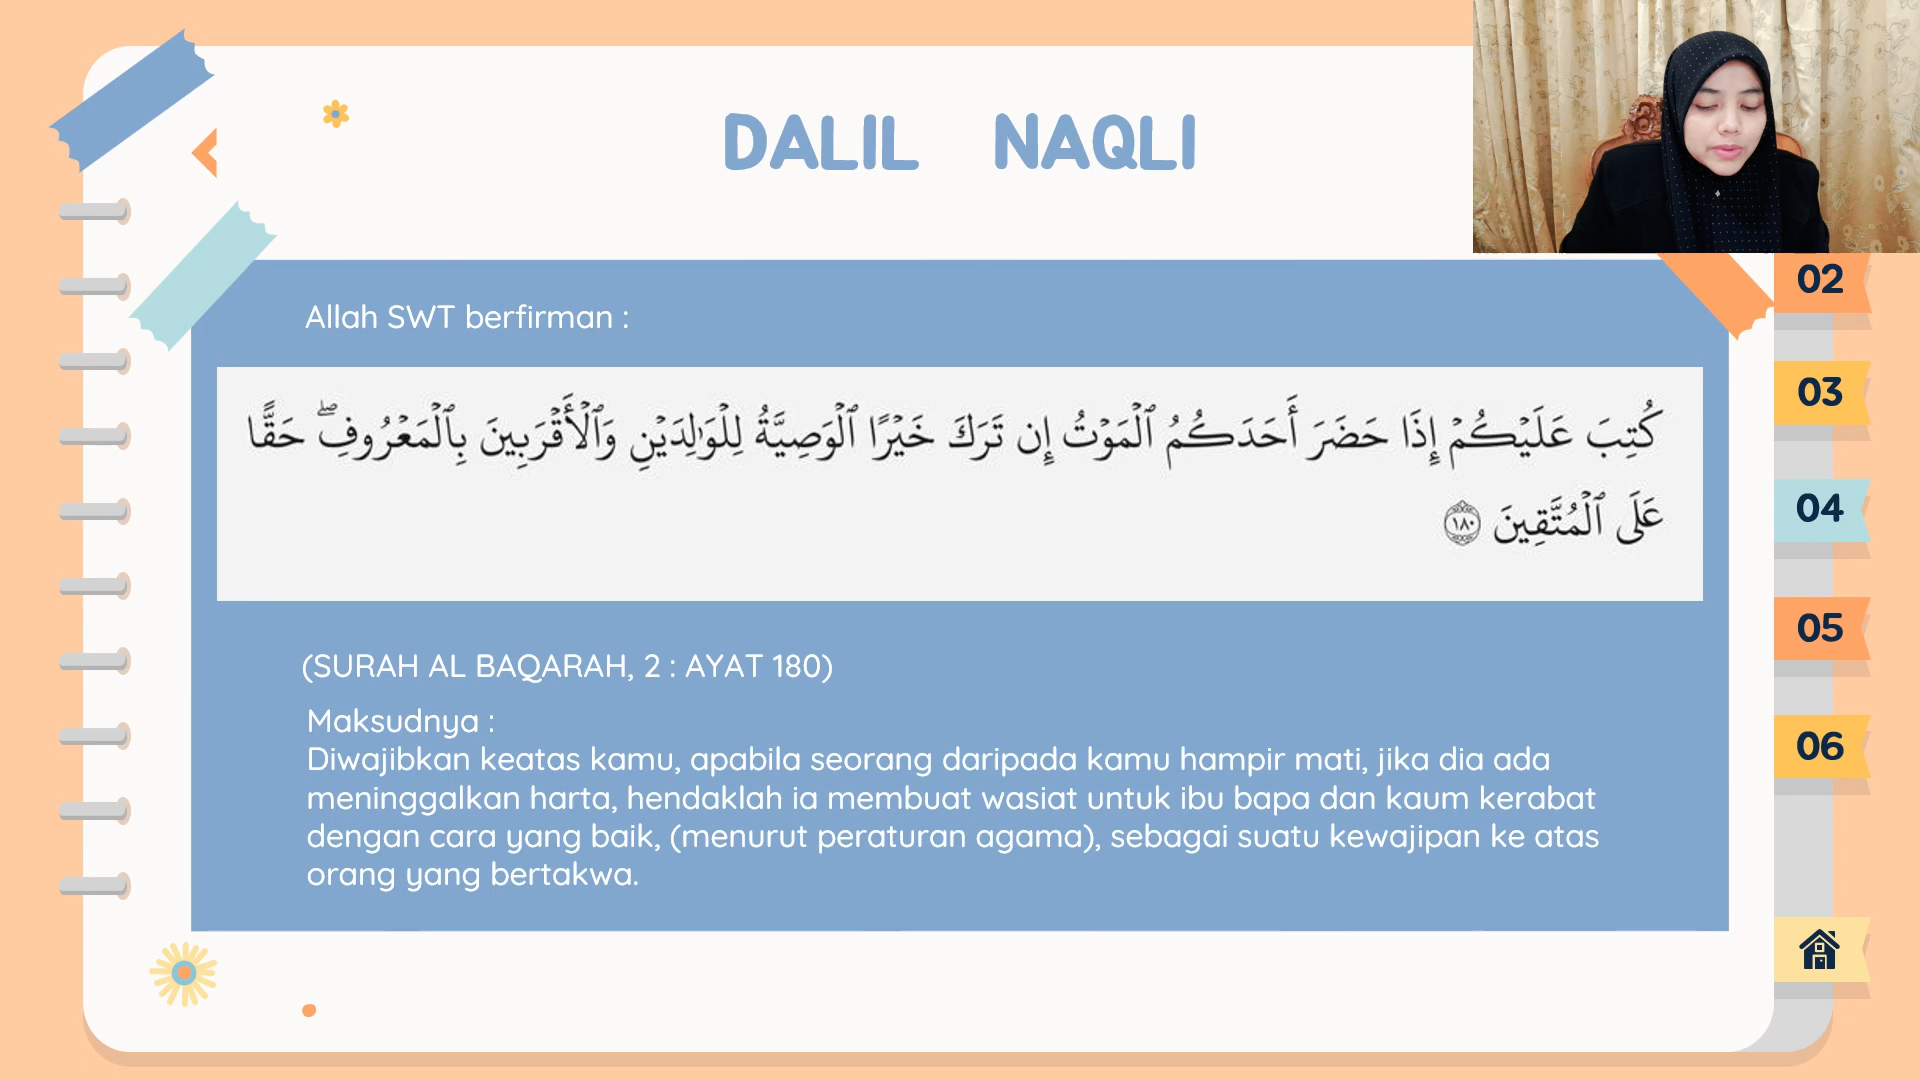 DALIL NAQLI
Allah SWT berfirman :
كُتِبَ عَلَيْكُمْ إِذَا حَضَرَ أَحَدَكُمُ ٱلْمَوْتُ إِن تَرَكَ خَيْرًا ٱلْوَصِيَّةُ لِلْوَٰلِدَيْنِ وَٱلْأَقْرَبِينَ بِٱلْمَعْرُوفِ ۖ حَقًّا
عَلَى ٱلْمُتَّقِينَ ١٨٠
(SURAH AL BAQARAH, 2 : AYAT 180)
Maksudnya :
Diwajibkan keatas kamu, apabila seorang daripada kamu hampir mati, jika dia ada
meninggalkan harta, hendaklah ia membuat wasiat untuk ibu bapa dan kaum kerabat
dengan cara yang baik, (menurut peraturan agama), sebagai suatu kewajipan ke atas
orang yang bertakwa.
02
03
04
05
06